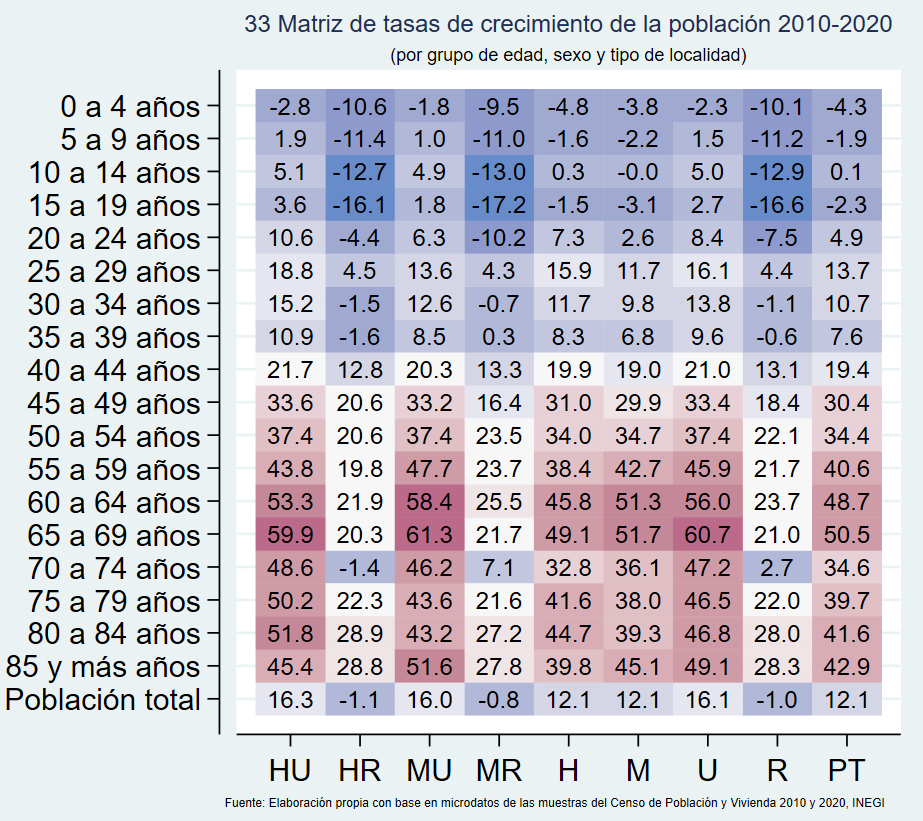 33 Matriz de tasas de crecimiento de la población 2010-2020
(por grupo de edad, sexo y tipo de localidad)
0 a 4 años -2.8 -10.6 -1.8 -9.5 -4.8 -3.8 -2.3 -10.1 -4.3
5 a 9 años 1.9 -11.4 1.0 -11.0 -1.6 -2.2 1.5 -11.2 -1.9
10 a 14 años 5.1 -12.7 4.9 -13.0 0.3 -0.0 5.0 -12.9 0.1
15 a 19 años 3.6 -16.1 1.8 -17.2 -1.5 -3.1 2.7 -16.6 -2.3
20 a 24 años 10.6 -4.4 6.3 -10.2 7.3 2.6 8.4 -7.5 4.9
25 a 29 años 18.8 4.5 13.6 4.3 15.9 11.7 16.1 4.4 13.7
30 a 34 años 15.2 -1.5 12.6 -0.7 11.7 9.8 13.8 -1.1 10.7
35 a 39 años 10.9 -1.6 8.5 0.3 8.3 6.8 9.6 -0.6 7.6
40 a 44 años 21.7 12.8 20.3 13.3 19.9 19.0 21.0 13.1 19.4
45 a 49 años 33.6 20.6 33.2 16.4 31.0 29.9 33.4 18.4 30.4
50 a 54 años 37.4 20.6 37.4 23.5 34.0 34.7 37.4 22.1 34.4
55 a 59 años 43.8 19.8 47.7 23.7 38.4 42.7 45.9 21.7 40.6
60 a 64 años 53.3 21.9 58.4 25.5 45.8 51.3 56.0 23.7 48.7
65 a 69 años 59.9 20.3 61.3 21.7 49.1 51.7 60.7 21.0 50.5
70 a 74 años 48.6 -1.4 46.2 7.1 32.8 36.1 47.2 2.7 34.6
75 a 79 años 50.2 22.3 43.6 21.6 41.6 38.0 46.5 22.0 39.7
80 a 84 años 51.8 28.9 43.2 27.2 44.7 39.3 46.8 28.0 41.6
85 y más años 45.4 28.8 51.6 27.8 39.8 45.1 49.1 28.3 42.9
Población total 16.3 -1.1 16.0 -0.8 12.1 12.1 16.1 -1.0 12.1
HU HR MU MR H M U R PT
Fuente: Elaboración propia con base en microdatos de las muestras del Censo de Población y Vivienda 2010 y 2020, INEGI